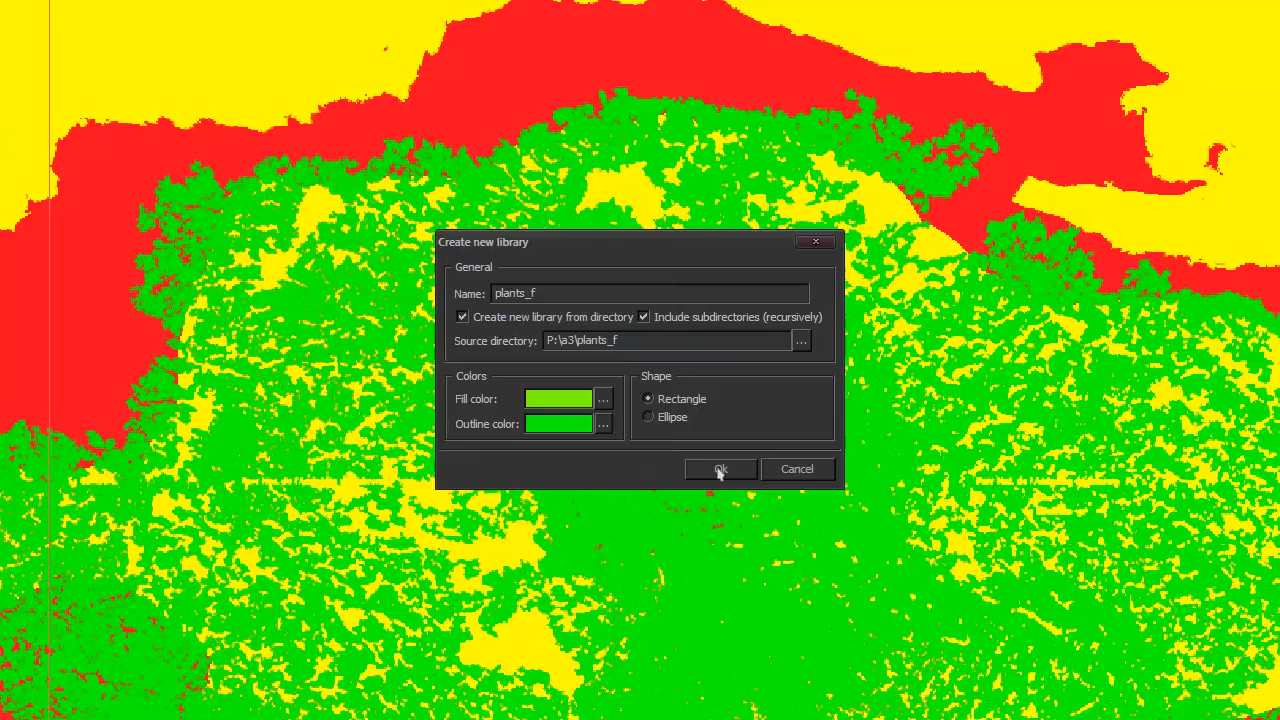 Create new library
General
Name: plants_f
Create new library from directory Include subdirectories (recursively)
Source directory: P:\a3\plants_f ...
Colors
Fill color: ...
Outline color: ...
Shape
Rectangle
Ellipse
Ok Cancel